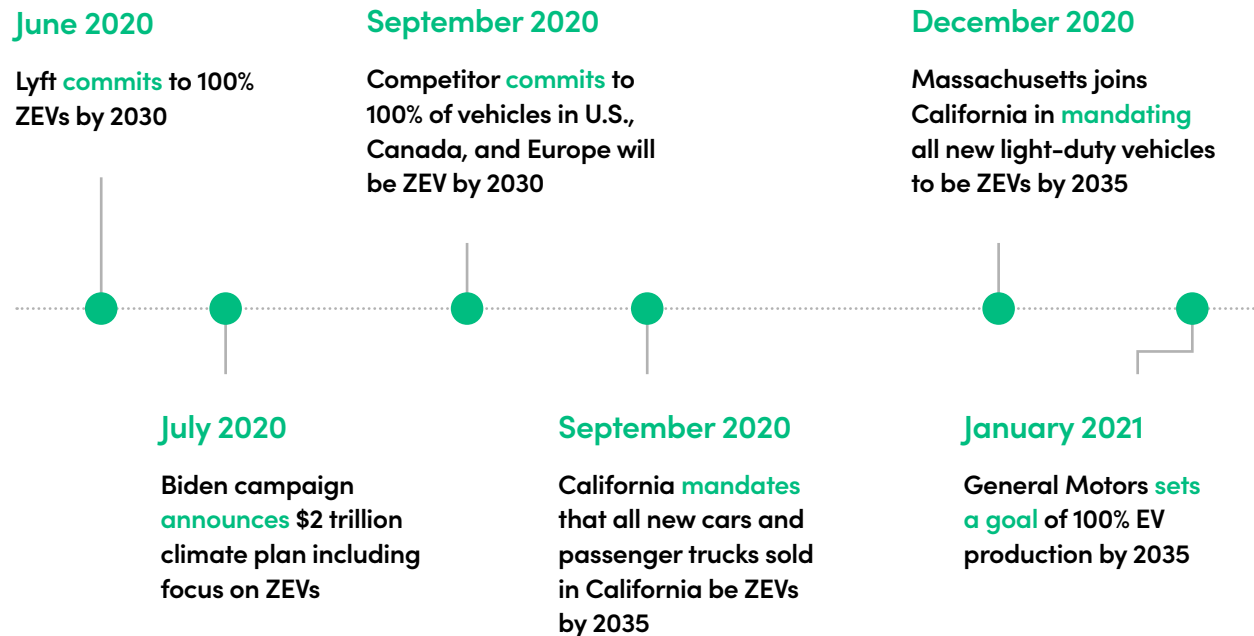 June 2020
Lyft commits to 100%
ZEVs by 2030
September 2020
Competitor commits to
100% of vehicles in U.S.,
Canada, and Europe will
be ZEV by 2030
December 2020
Massachusetts joins
California in mandating
all new light-duty vehicles
to be ZEVs by 2035
July 2020
Biden campaign
announces $2 trillion
climate plan including
focus on ZEVs
September 2020
California mandates
that all new cars and
passenger trucks sold
in California be ZEVs
by 2035
January 2021
General Motors sets
a goal of 100% EV
production by 2035